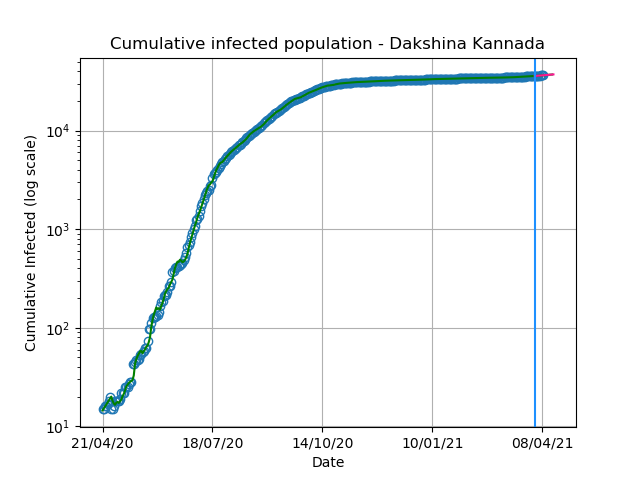 Cumulative infected population - Dakshina Kannada
Cumulative Infected (log scale)
10^4
10^3
10^2
10^1
21/04/20 18/07/20 14/10/20 10/01/21 08/04/21
Date